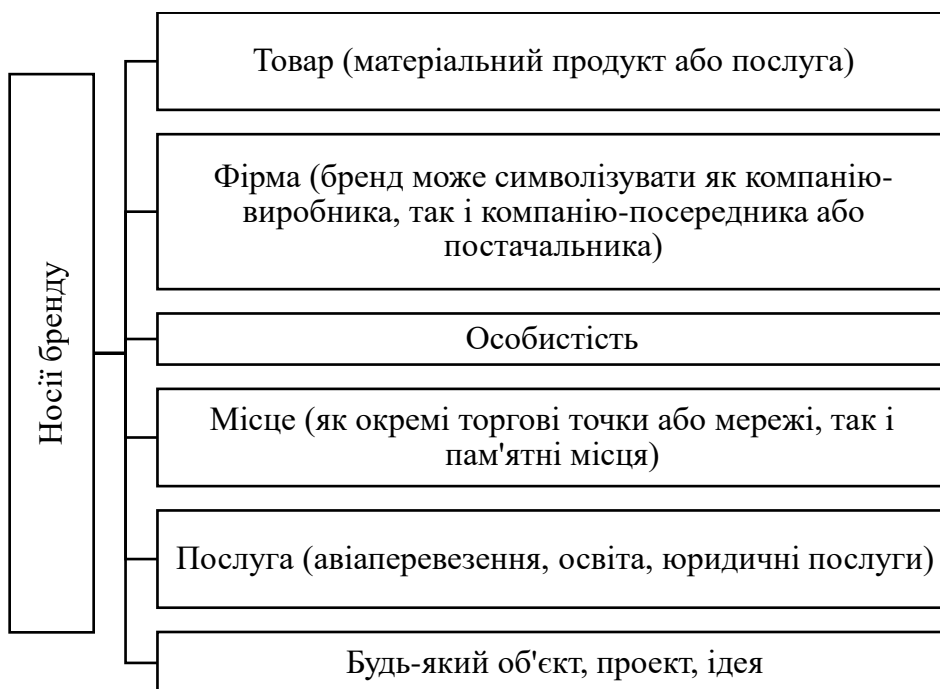 Носії бренду
Товар (матеріальний продукт або послуга)
Фірма (бренд може символізувати як компанію-
виробника, так і компанію-посередника або
постачальника)
Особистість
Місце (як окремі торгові точки або мережі, так і
пам'ятні місця)
Послуга (авіаперевезення, освіта, юридичні послуги)
Будь-який об'єкт, проект, ідея